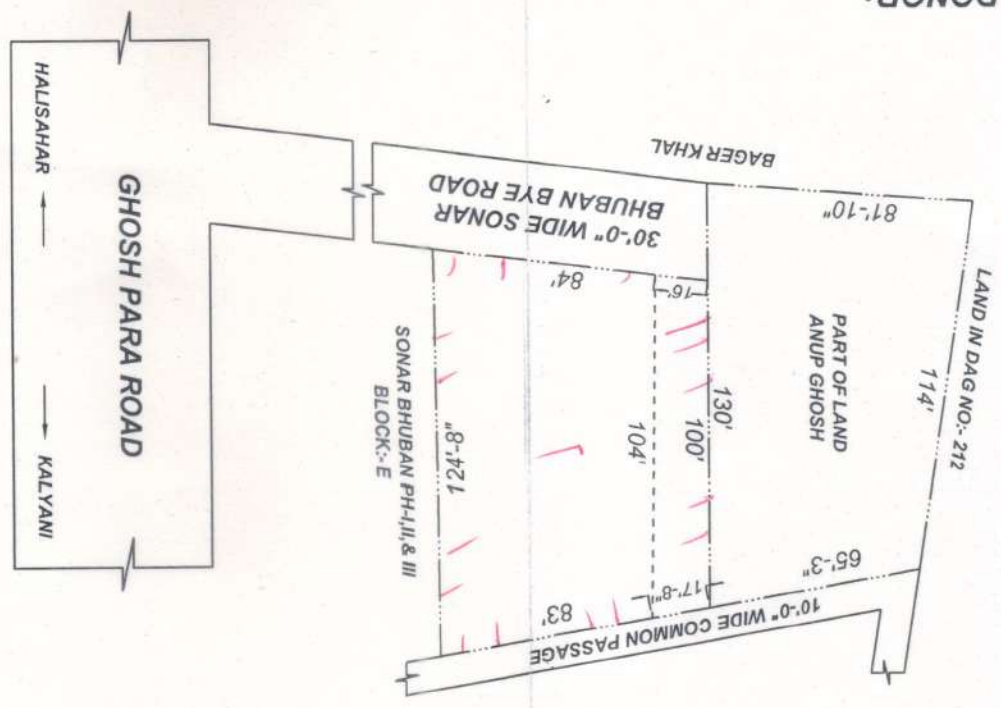 DONOR:
HALISAHAR
KALYANI
GHOSH PARA ROAD
BAGER KHAL
30'-0" WIDE SONAR
BHUBAN BYE ROAD
81'-10"
LAND IN DAG NO:- 212
114'
PART OF LAND
ANUP GHOSH
65'-3"
84'
16'
130'
100'
104'
124'-8"
SONAR BHUBAN PH-I,II,& III
BLOCK:- E
83'
17'-8"
10'-0" WIDE COMMON PASSAGE